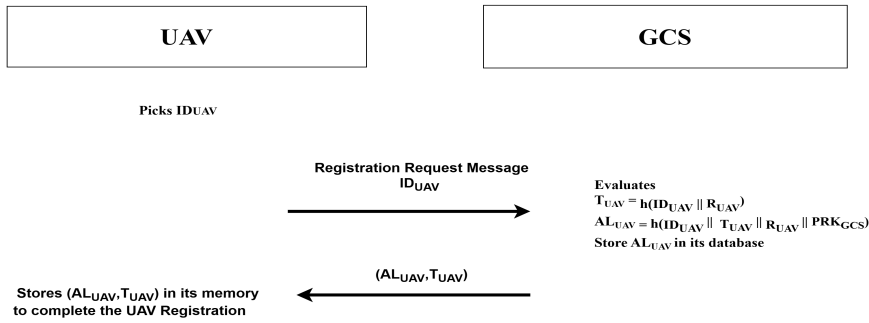 UAV
GCS
Picks IDUAV
Registration Request Message
IDUAV
Evaluates
TUAV = h(IDUAV || RUAV)
ALUAV = h(IDUAV || TUAV || RUAV || PRKGCS)
Store ALUAV in its database
(ALUAV,TUAV)
Stores (ALUAV,TUAV) in its memory
to complete the UAV Registration